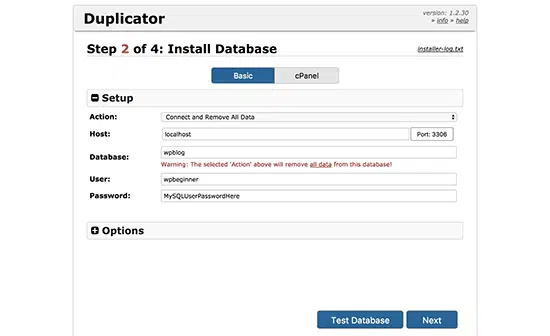 Duplicator
version: 1.2.30
» info » help
Step 2 of 4: Install Database
installer-log.txt
Basic
cPanel
Setup
Action:
Connect and Remove All Data
Host:
localhost
Port: 3306
Database:
wpblog
Warning: The selected 'Action' above will remove all data from this database!
User:
wpbeginner
Password:
MySQLUserPasswordHere
Options
Test Database
Next